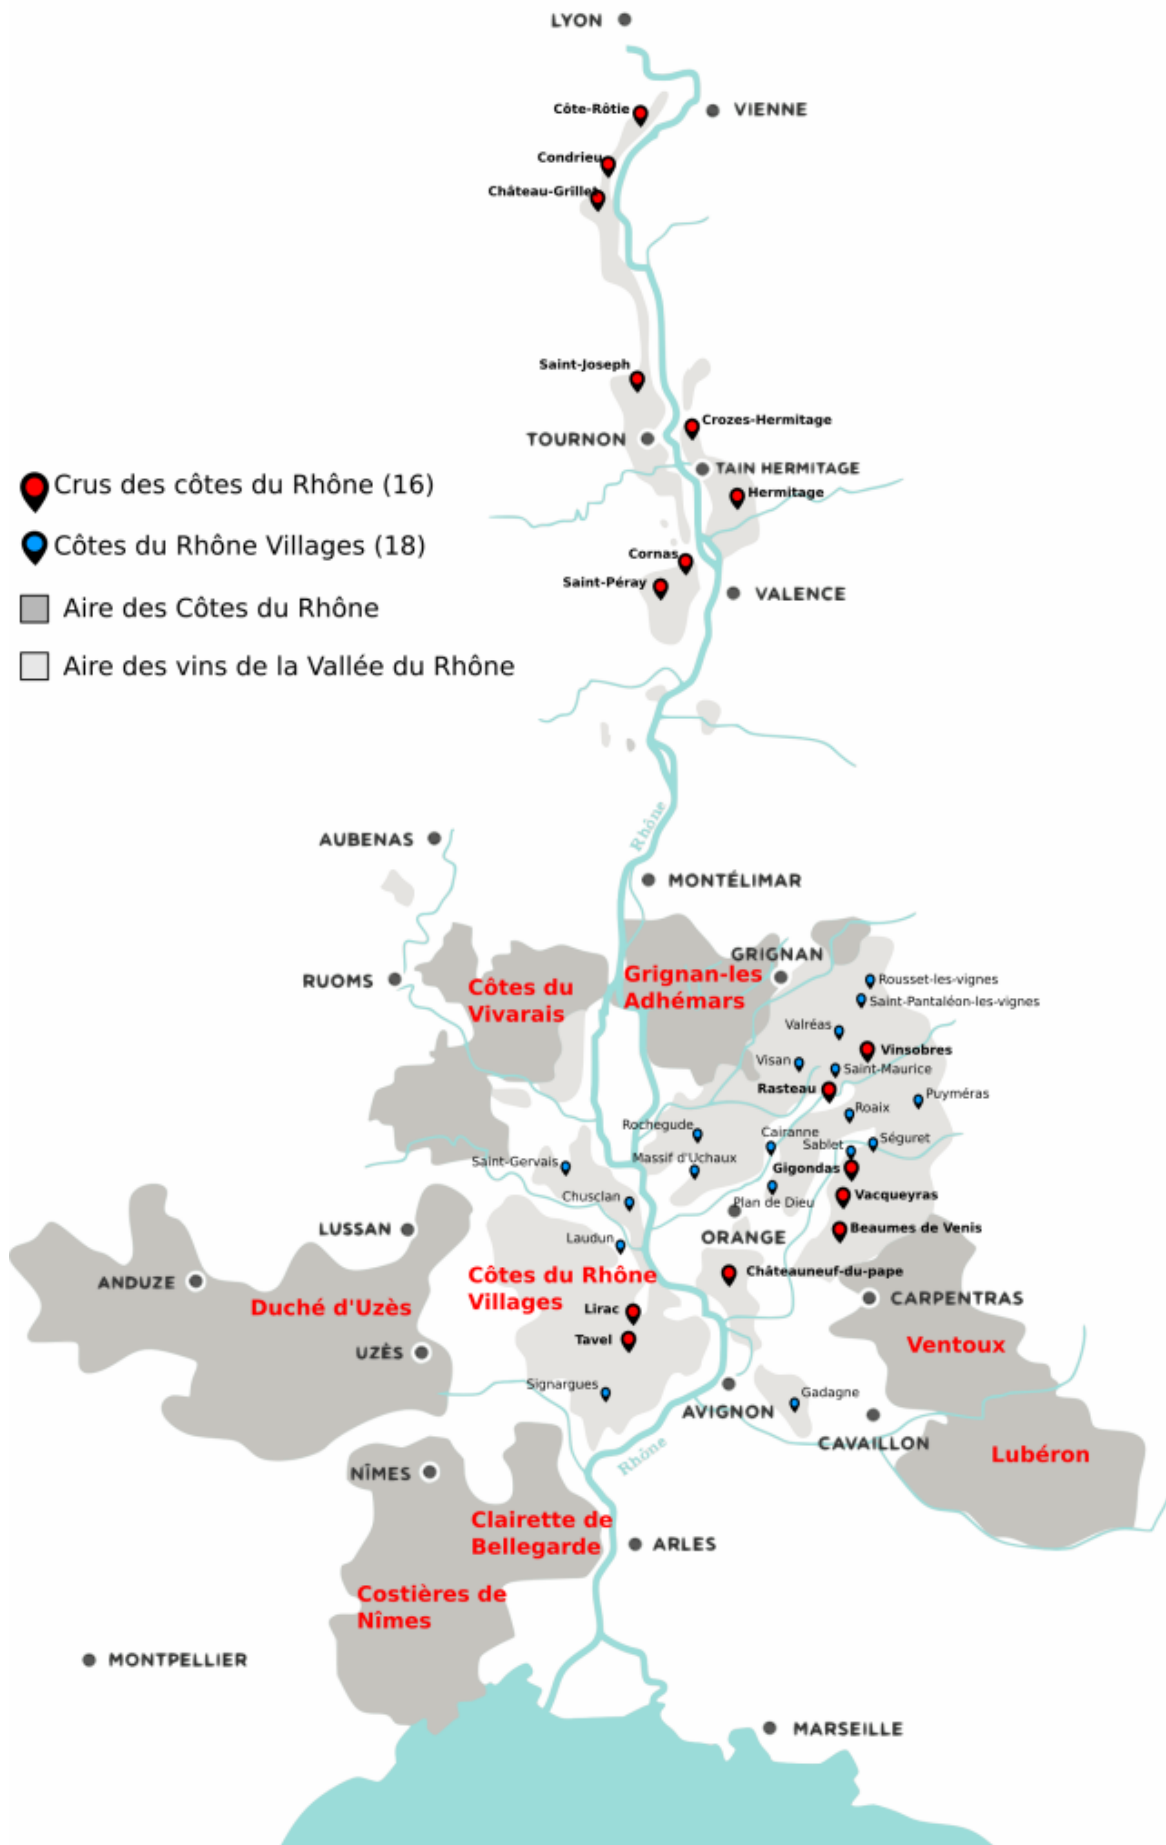 LYON
Côte-Rôtie
VIENNE
Condrieu
Château-Grillet
Saint-Joseph
Crozes-Hermitage
TOURNON
TAIN HERMITAGE
Hermitage
Crus des côtes du Rhône (16)
Côtes du Rhône Villages (18)
Aire des Côtes du Rhône
Aire des vins de la Vallée du Rhône
Cornas
Saint-Péray
VALENCE
Rhône
AUBENAS
MONTÉLIMAR
RUOMS
GRIGNAN
Côtes du
Vivarais
Grignan-les
Adhémars
Rousset-les-vignes
Saint-Pantaléon-les-vignes
Valréas
Vinsobres
Visan
Saint-Maurice
Rasteau
Puyméras
Roaix
Rochegude
Cairanne
Séguret
Sablet
Massif d'Uchaux
Saint-Gervais
Gigondas
Chusclan
Plan de Dieu
Vacqueyras
LUSSAN
Laudun
ORANGE
Beaumes de Venis
ANDUZE
Côtes du Rhône
Villages
Châteauneuf-du-pape
CARPENTRAS
Duché d'Uzès
Lirac
Tavel
Ventoux
UZÈS
Signargues
AVIGNON
Gadagne
CAVAILLON
Lubéron
Rhône
NÎMES
Clairette de
Bellegarde
ARLES
Costières de
Nîmes
MONTPELLIER
MARSEILLE